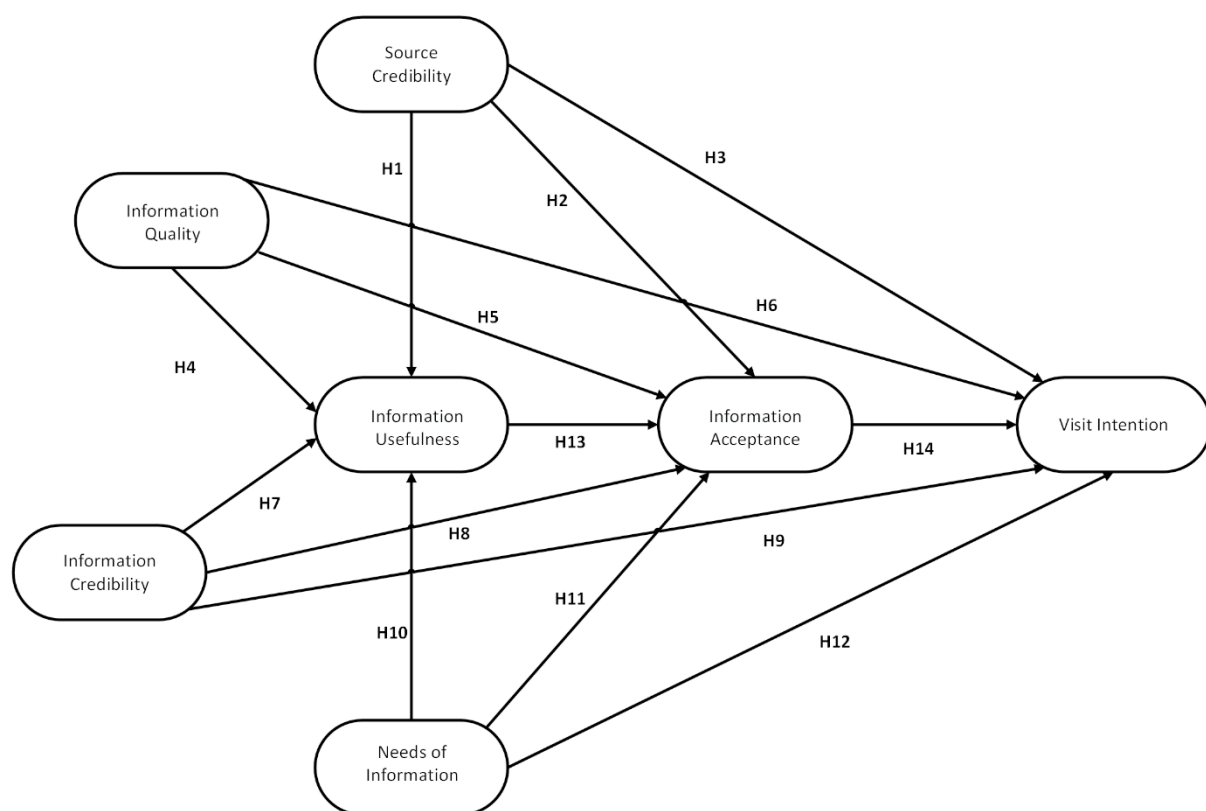 Source
Credibility
H1
H2
H3
Information
Quality
H4
H5
H6
Information
Usefulness
H13
Information
Acceptance
H14
Visit Intention
H7
H8
H9
Information
Credibility
H10
H11
H12
Needs of
Information